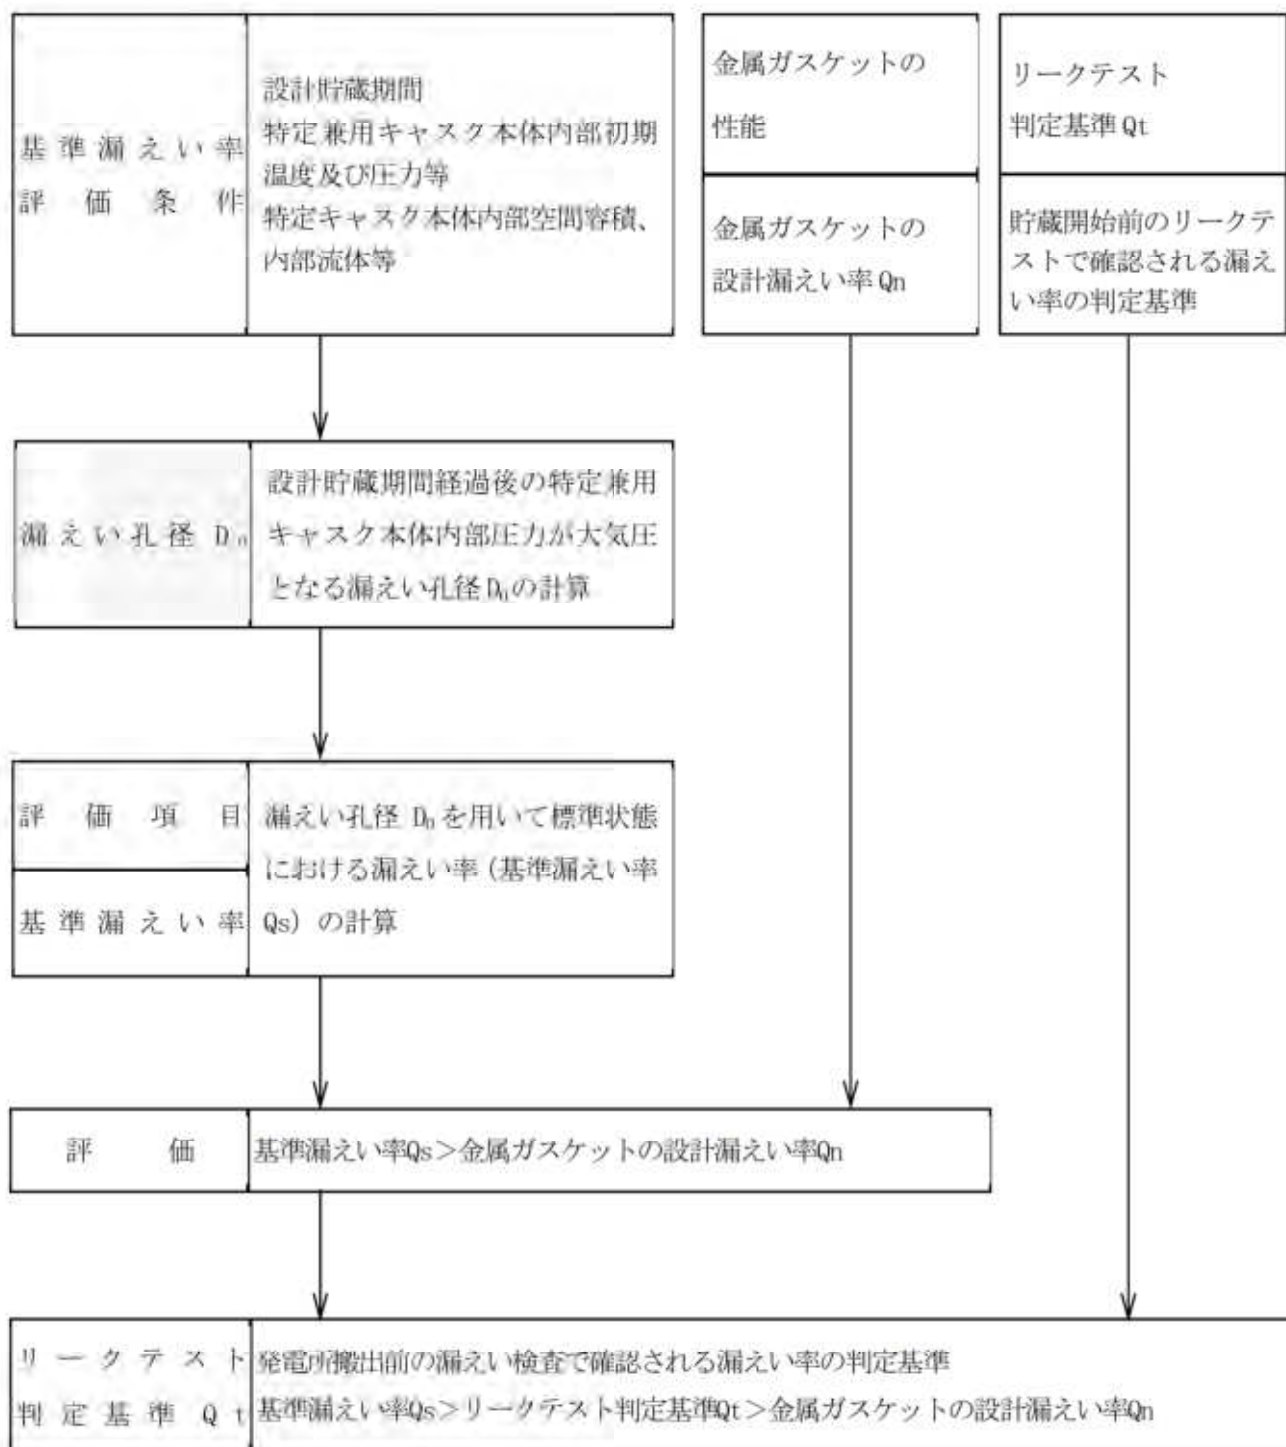 基準漏えい率
評価条件
設計貯蔵期間
特定兼用キャスク本体内部初期
温度及び圧力等
特定キャスク本体内部空間容積、
内部流体等
金属ガスケットの
性能
金属ガスケットの
設計漏えい率 Qn
リークテスト
判定基準 Qt
貯蔵開始前のリークテ
ストで確認される漏え
い率の判定基準
漏えい孔径 D₀
設計貯蔵期間経過後の特定兼用
キャスク本体内部圧力が大気圧
となる漏えい孔径 D₀の計算
評価項目
基準漏えい率
漏えい孔径 D₀を用いて標準状態
における漏えい率（基準漏えい率
Qs）の計算
評価
基準漏えい率Qs＞金属ガスケットの設計漏えい率Qn
リークテスト
判定基準 Qt
発電所搬出前の漏えい検査で確認される漏えい率の判定基準
基準漏えい率Qs＞リークテスト判定基準Qt＞金属ガスケットの設計漏えい率Qn